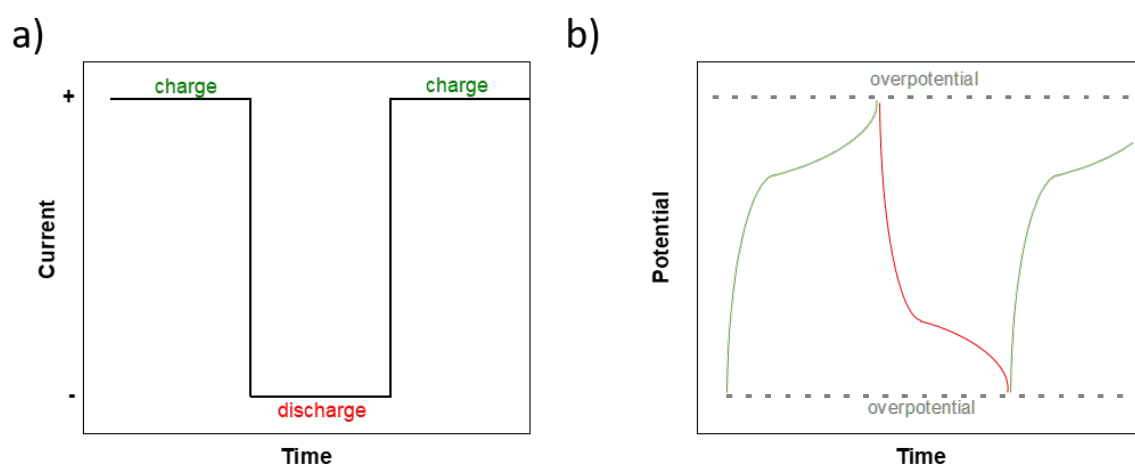 a)
charge
charge
+
Current
-
discharge
Time
b)
overpotential
Potential
overpotential
Time